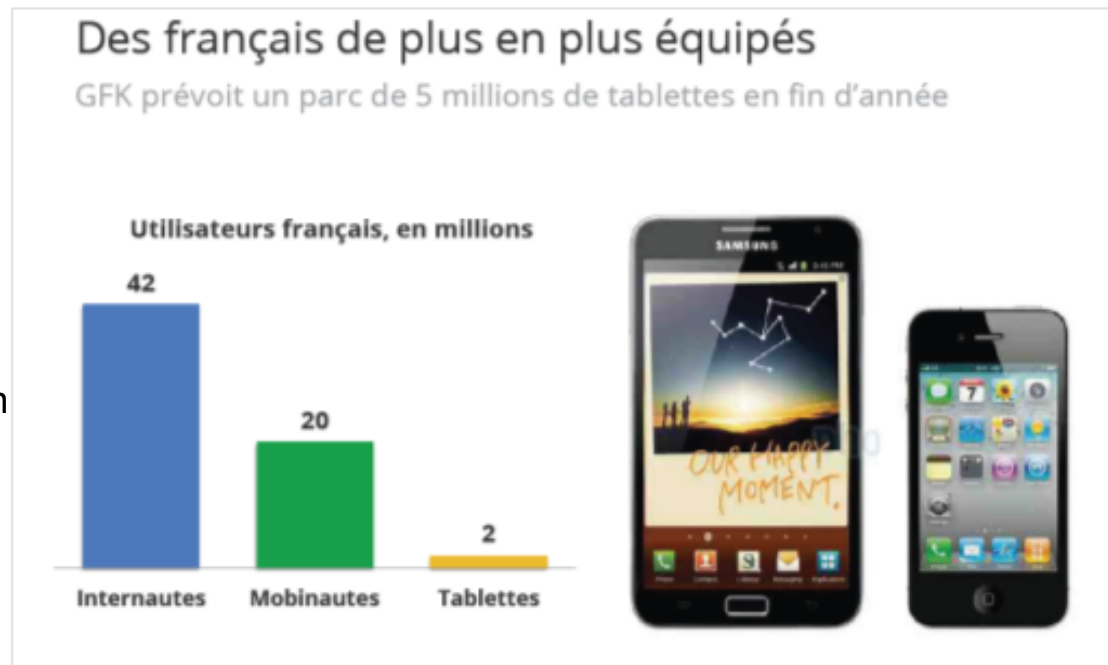 Des français de plus en plus équipés
GFK prévoit un parc de 5 millions de tablettes en fin d'année
Utilisateurs français, en millions
42
20
2
Internautes
Mobinautes
Tablettes
n
SAMSUNG
OUR HAPPY
MOMENT.
7